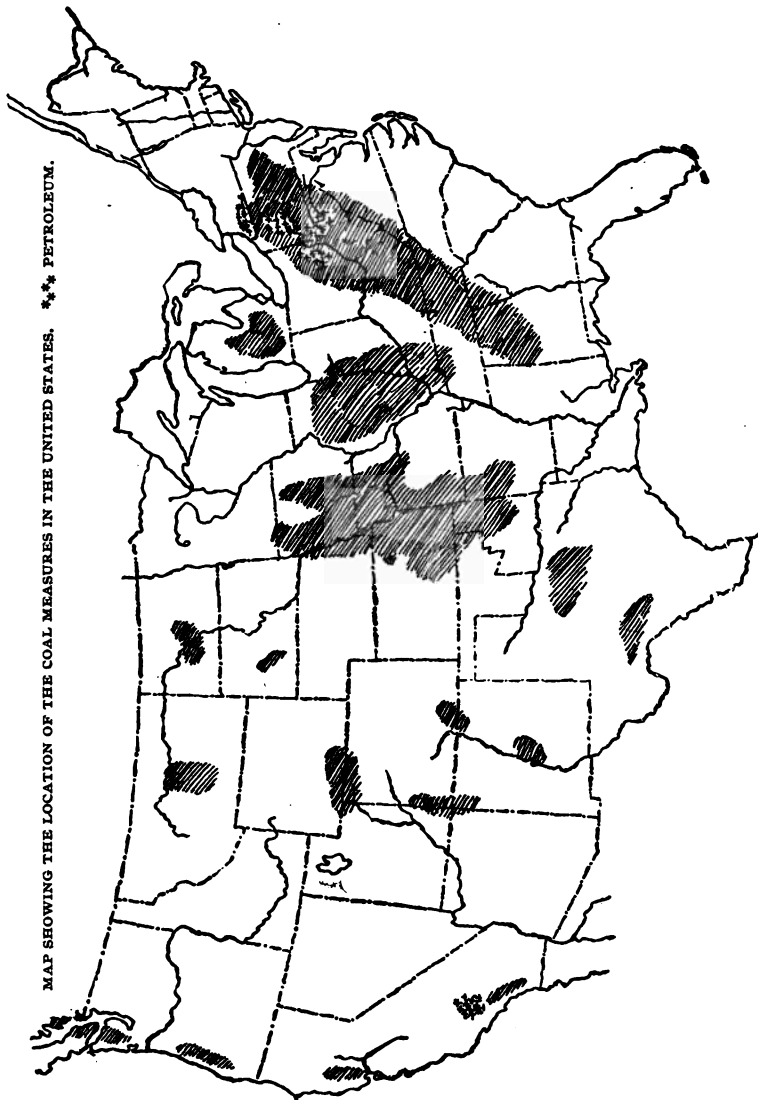 MAP SHOWING THE LOCATION OF THE COAL MEASURES IN THE UNITED STATES. *** PETROLEUM.